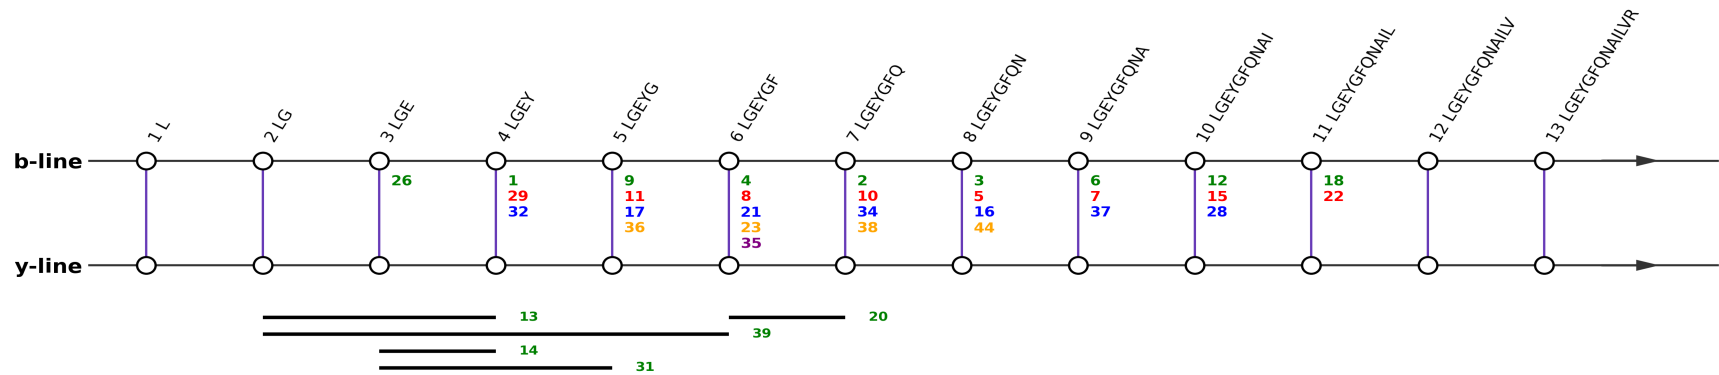 1 L
2 LG
3 LGE
4 LGEY
5 LGEYG
6 LGEYGF
7 LGEYGFQ
8 LGEYGFQN
9 LGEYGFQNA
10 LGEYGFQNAI
11 LGEYGFQNAIL
12 LGEYGFQNAILV
13 LGEYGFQNAILVR
b-line
26 1 9 4 2 3 6 12 18
29 11 8 10 5 7 15 22
32 17 21 34 16 37 28
36 23 38 44
35
y-line
13 20
39
14
31